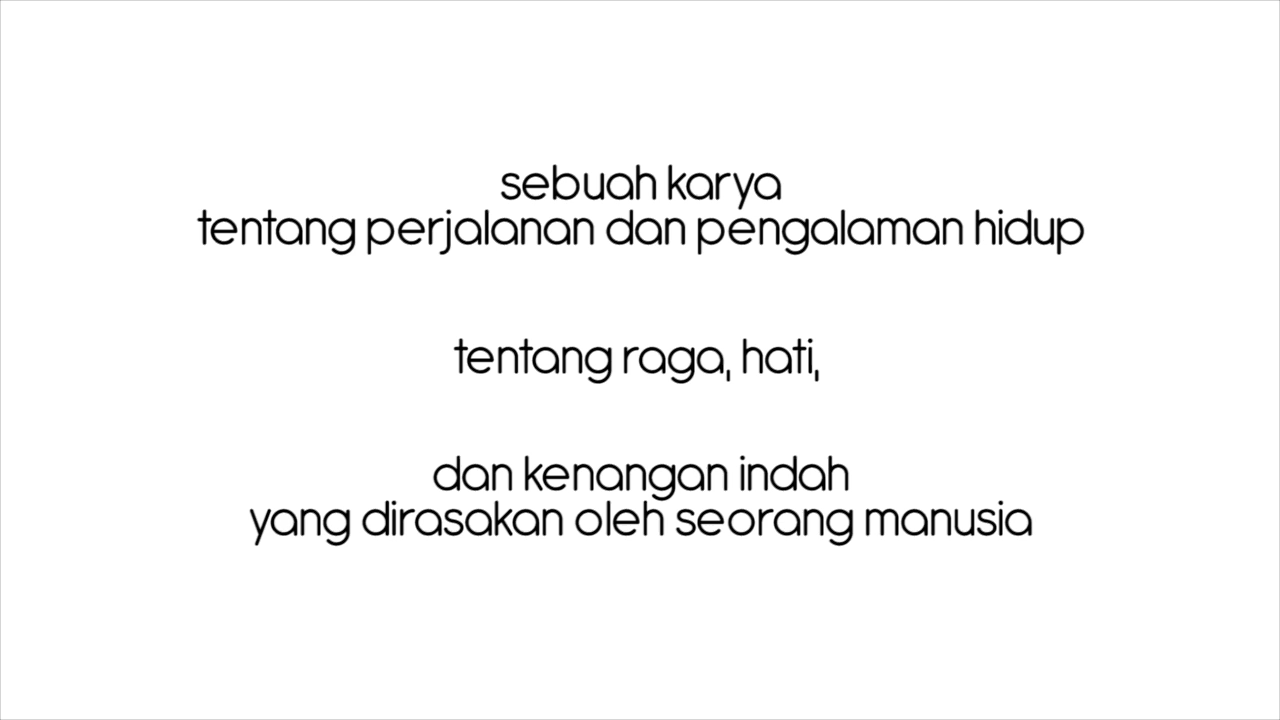 sebuah karya
tentang perjalanan dan pengalaman hidup
tentang raga, hati,
dan kenangan indah
yang dirasakan oleh seorang manusia